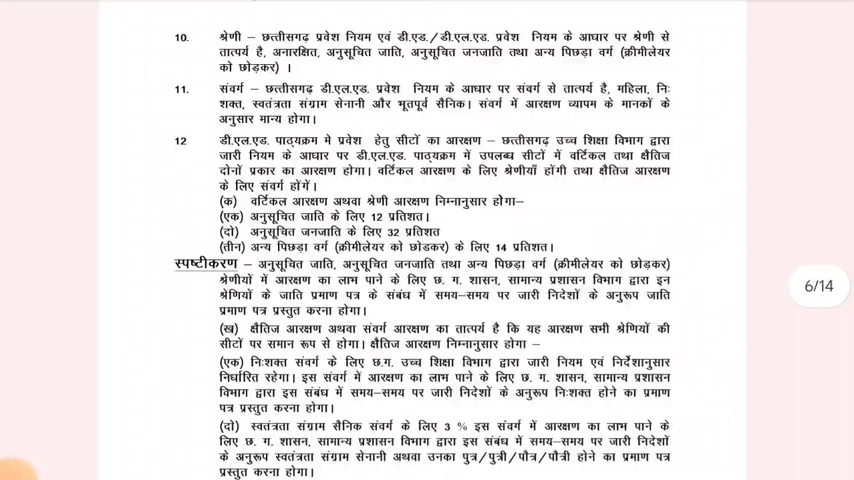 10. श्रेणी – छत्तीसगढ़ प्रवेश नियम एवं डी.एड./डी.एल.एड. प्रवेश नियम के आधार पर श्रेणी से
तात्पर्य है, अनारक्षित, अनुसूचित जाति, अनुसूचित जनजाति तथा अन्य पिछड़ा वर्ग (क्रीमीलेयर
को छोड़कर) ।
11. संवर्ग – छत्तीसगढ़ डी.एल.एड. प्रवेश नियम के आधार पर संवर्ग से तात्पर्य है, महिला, निः
शक्त, स्वतंत्रता संग्राम सेनानी और भूतपूर्व सैनिक। संवर्ग में आरक्षण व्यापम के मानकों के
अनुसार मान्य होगा।
12 डी.एल.एड. पाठ्यक्रम मे प्रवेश हेतु सीटों का आरक्षण – छत्तीसगढ़ उच्च शिक्षा विभाग द्वारा
जारी नियम के आधार पर डी.एल.एड. पाठ्यक्रम में उपलब्ध सीटों में वर्टिकल तथा क्षैतिज
दोनों प्रकार का आरक्षण होगा। वर्टिकल आरक्षण के लिए श्रेणीयाँ होंगी तथा क्षैतिज आरक्षण
के लिए संवर्ग होंगें।
(क) वर्टिकल आरक्षण अथवा श्रेणी आरक्षण निम्नानुसार होगा–
(एक) अनुसूचित जाति के लिए 12 प्रतिशत।
(दो) अनुसूचित जनजाति के लिए 32 प्रतिशत
(तीन) अन्य पिछड़ा वर्ग (क्रीमीलेयर को छोडकर) के लिए 14 प्रतिशत।
स्पष्टीकरण – अनुसूचित जाति, अनुसूचित जनजाति तथा अन्य पिछड़ा वर्ग (क्रीमीलेयर को छोड़कर)
श्रेणीयों में आरक्षण का लाभ पाने के लिए छ. ग. शासन, सामान्य प्रशासन विभाग द्वारा इन
श्रेणियों के जाति प्रमाण पत्र के संबंध में समय–समय पर जारी निदेशों के अनुरूप जाति
प्रमाण पत्र प्रस्तुत करना होगा।
(ख) क्षैतिज आरक्षण अथवा संवर्ग आरक्षण का तात्पर्य है कि यह आरक्षण सभी श्रेणियों की
सीटों पर समान रूप से होगा। क्षैतिज आरक्षण निम्नानुसार होगा –
(एक) निःशक्त संवर्ग के लिए छ.ग. उच्च शिक्षा विभाग द्वारा जारी नियम एवं निर्देशानुसार
निर्धारित रहेगा। इस संवर्ग में आरक्षण का लाभ पाने के लिए छ. ग. शासन, सामान्य प्रशासन
विभाग द्वारा इस संबंध में समय–समय पर जारी निदेशों के अनुरूप निःशक्त होने का प्रमाण
पत्र प्रस्तुत करना होगा।
(दो) स्वतंत्रता संग्राम सैनिक संवर्ग के लिए 3 % इस संवर्ग में आरक्षण का लाभ पाने के
लिए छ. ग. शासन, सामान्य प्रशासन विभाग द्वारा इस संबंध में समय–समय पर जारी निदेशों
के अनुरूप स्वतंत्रता संग्राम सेनानी अथवा उनका पुत्र/पुत्री/पौत्र/पौत्री होने का प्रमाण पत्र
प्रस्तुत करना होगा।
6/14